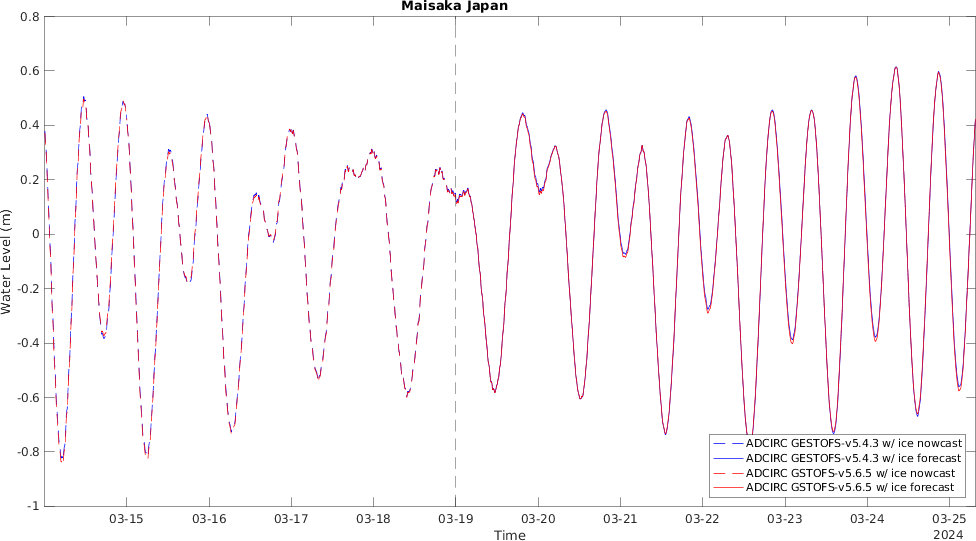 Maisaka Japan
0.8
0.6
0.4
0.2
0
-0.2
-0.4
-0.6
-0.8
-1
Water Level (m)
ADCIRC GESTOFS-v5.4.3 w/ ice nowcast
ADCIRC GESTOFS-v5.4.3 w/ ice forecast
ADCIRC GSTOFS-v5.6.5 w/ ice nowcast
ADCIRC GSTOFS-v5.6.5 w/ ice forecast
03-15 03-16 03-17 03-18 03-19 03-20 03-21 03-22 03-23 03-24 03-25
Time
2024